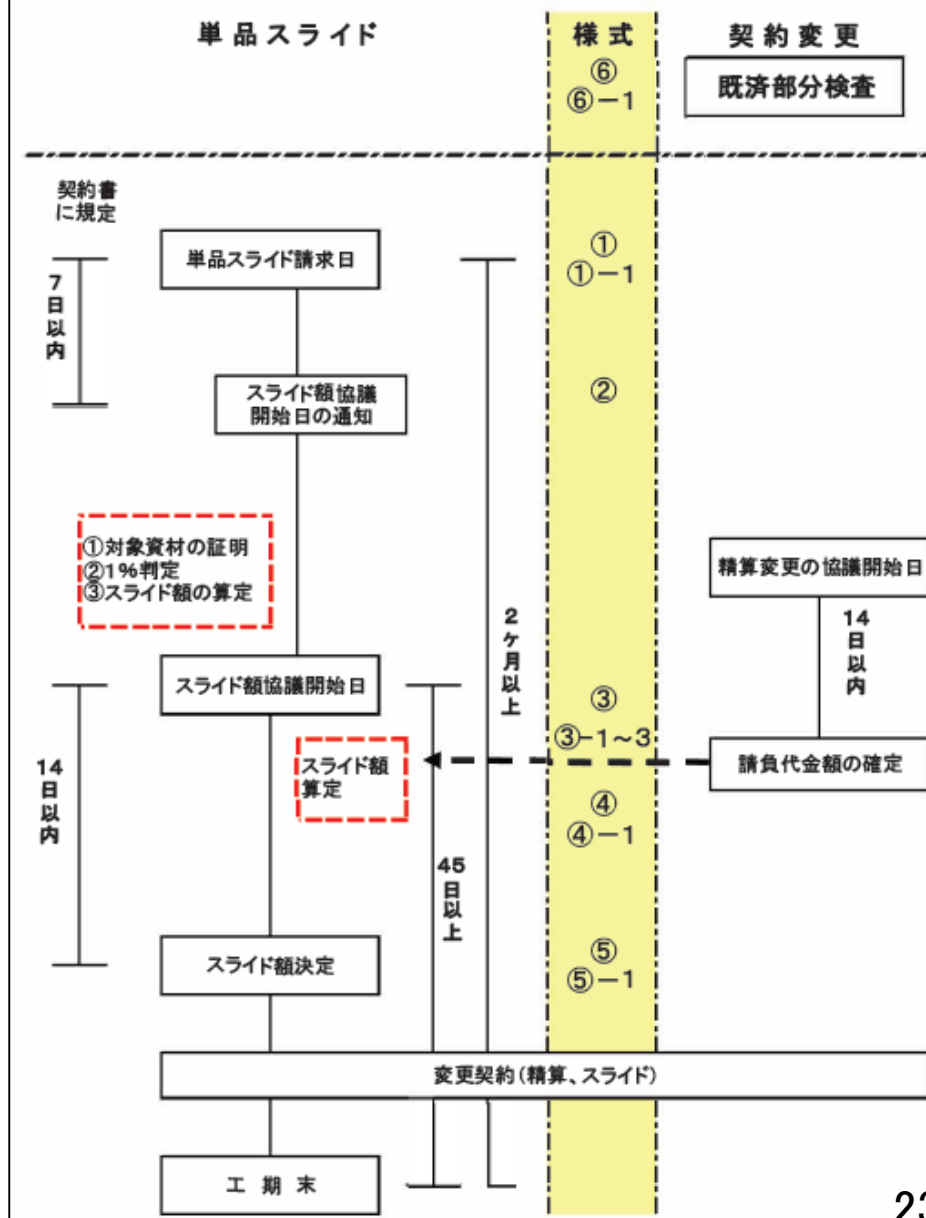 単品スライド
様式
契約変更
⑥
⑥－1
既済部分検査
契約書
に規定
単品スライド請求日
①
①－1
7日以内
スライド額協議
開始日の通知
②
①対象資材の証明
②1%判定
③スライド額の算定
精算変更の協議開始日
14日以内
2ヶ月以上
スライド額協議開始日
③
③-1～3
スライド額
算定
請負代金額の確定
14日以内
④
④－1
45日以上
スライド額決定
⑤
⑤－1
変更契約(精算、スライド)
工期末
23